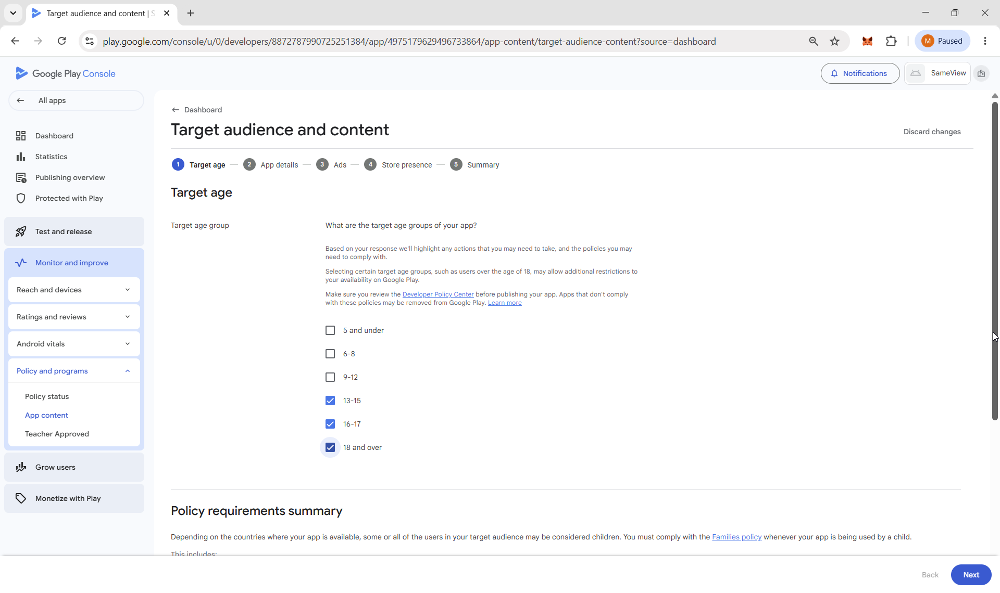 Target audience and content | S
play.google.com/console/u/0/developers/8872787990725251384/app/4975179629496733864/app-content/target-audience-content?source=dashboard
M Paused
Google Play Console
Notifications
SameView
All apps
Dashboard
Statistics
Publishing overview
Protected with Play
Test and release
Monitor and improve
Reach and devices
Ratings and reviews
Android vitals
Policy and programs
Policy status
App content
Teacher Approved
Grow users
Monetize with Play
Dashboard
Target audience and content
Discard changes
1 Target age 2 App details 3 Ads 4 Store presence 5 Summary
Target age
Target age group
What are the target age groups of your app?
Based on your response we'll highlight any actions that you may need to take, and the policies you may
need to comply with.
Selecting certain target age groups, such as users over the age of 18, may allow additional restrictions to
your availability on Google Play.
Make sure you review the Developer Policy Center before publishing your app. Apps that don't comply
with these policies may be removed from Google Play. Learn more
5 and under
6-8
9-12
13-15
16-17
18 and over
Policy requirements summary
Depending on the countries where your app is available, some or all of the users in your target audience may be considered children. You must comply with the Families policy whenever your app is being used by a child.
This includes:
Back
Next